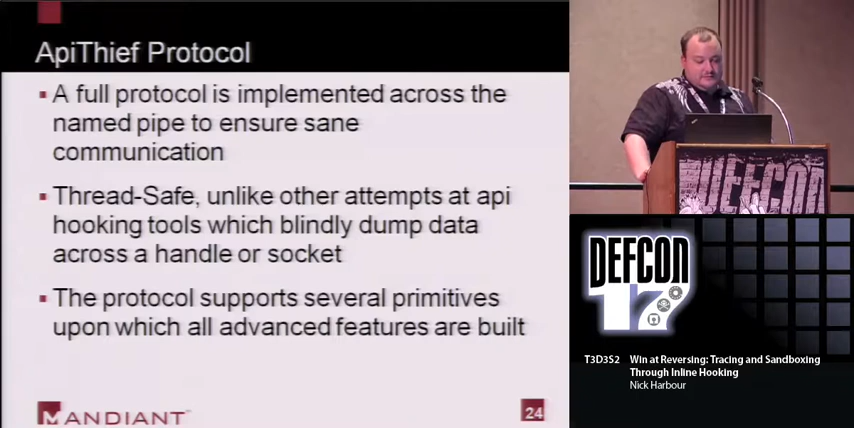 ApiThief Protocol
▪ A full protocol is implemented across the
named pipe to ensure sane
communication
▪ Thread-Safe, unlike other attempts at api
hooking tools which blindly dump data
across a handle or socket
▪ The protocol supports several primitives
upon which all advanced features are built
MANDIANT
24
DEFCON
DEFCON
17
T3D3S2 Win at Reversing: Tracing and Sandboxing
Through Inline Hooking
Nick Harbour